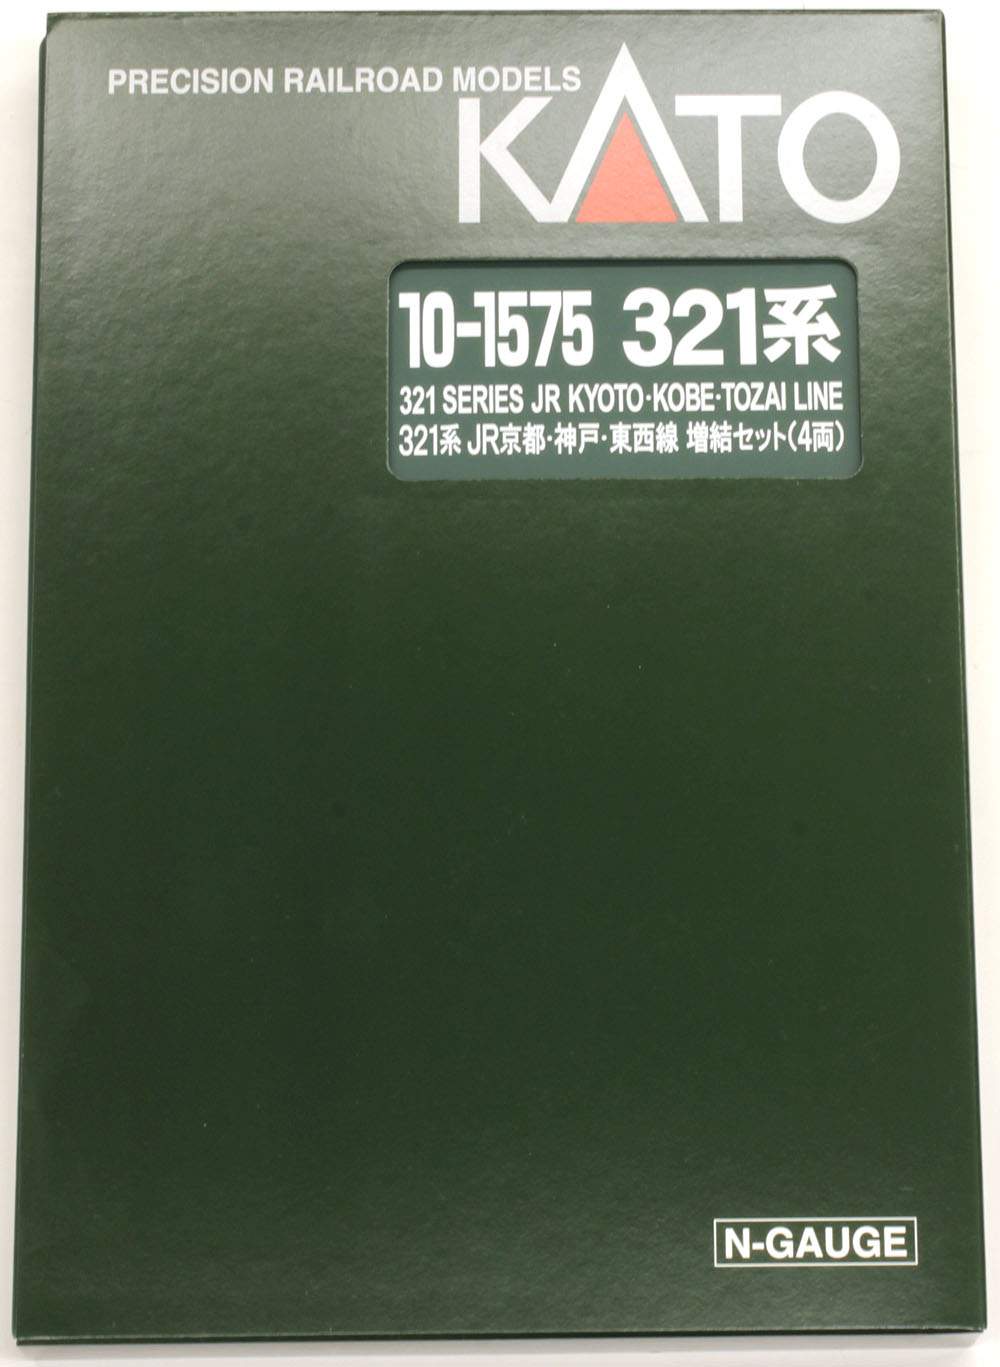 PRECISION RAILROAD MODELS
KATO
10-1575 321系
321 SERIES JR KYOTO・KOBE・TOZAI LINE
321系 JR京都・神戸・東西線 増結セット(4両)
N-GAUGE